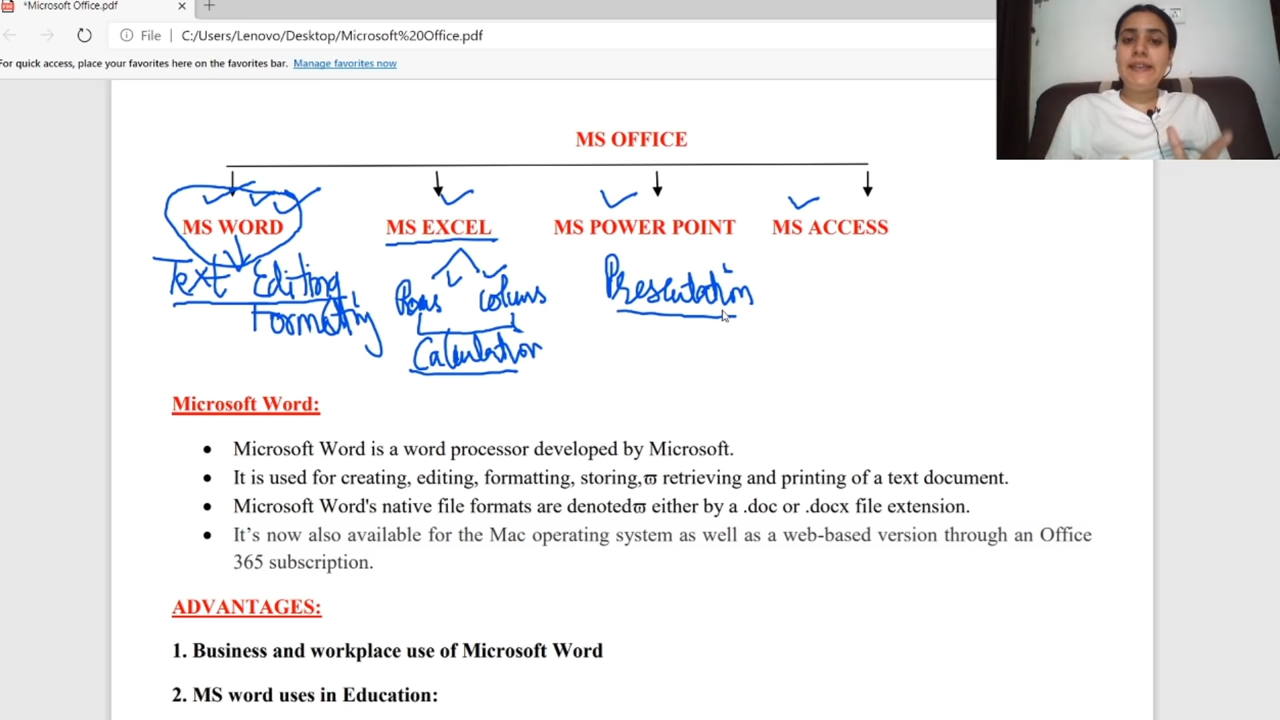 *Microsoft Office.pdf
File | C:/Users/Lenovo/Desktop/Microsoft%20Office.pdf
For quick access, place your favorites here on the favorites bar. Manage favorites now
MS OFFICE
MS WORD MS EXCEL MS POWER POINT MS ACCESS
Text Editing Rows colums Presentation
Formatting
Calculation
Microsoft Word:
• Microsoft Word is a word processor developed by Microsoft.
• It is used for creating, editing, formatting, storing,ϖ retrieving and printing of a text document.
• Microsoft Word's native file formats are denotedϖ either by a .doc or .docx file extension.
• It’s now also available for the Mac operating system as well as a web-based version through an Office
365 subscription.
ADVANTAGES:
1. Business and workplace use of Microsoft Word
2. MS word uses in Education: